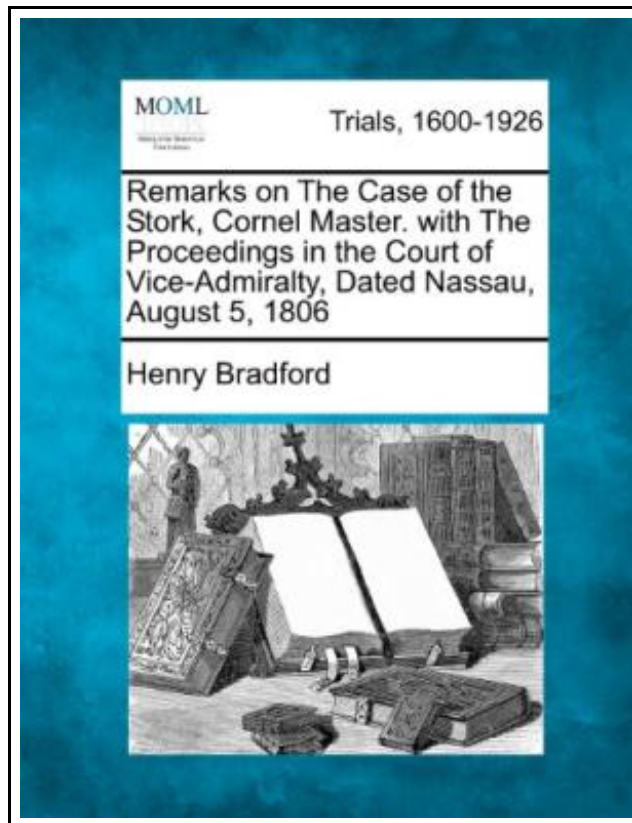 MOML
Trials, 1600-1926
Remarks on The Case of the
Stork, Cornel Master. with The
Proceedings in the Court of
Vice-Admiralty, Dated Nassau,
August 5, 1806
Henry Bradford